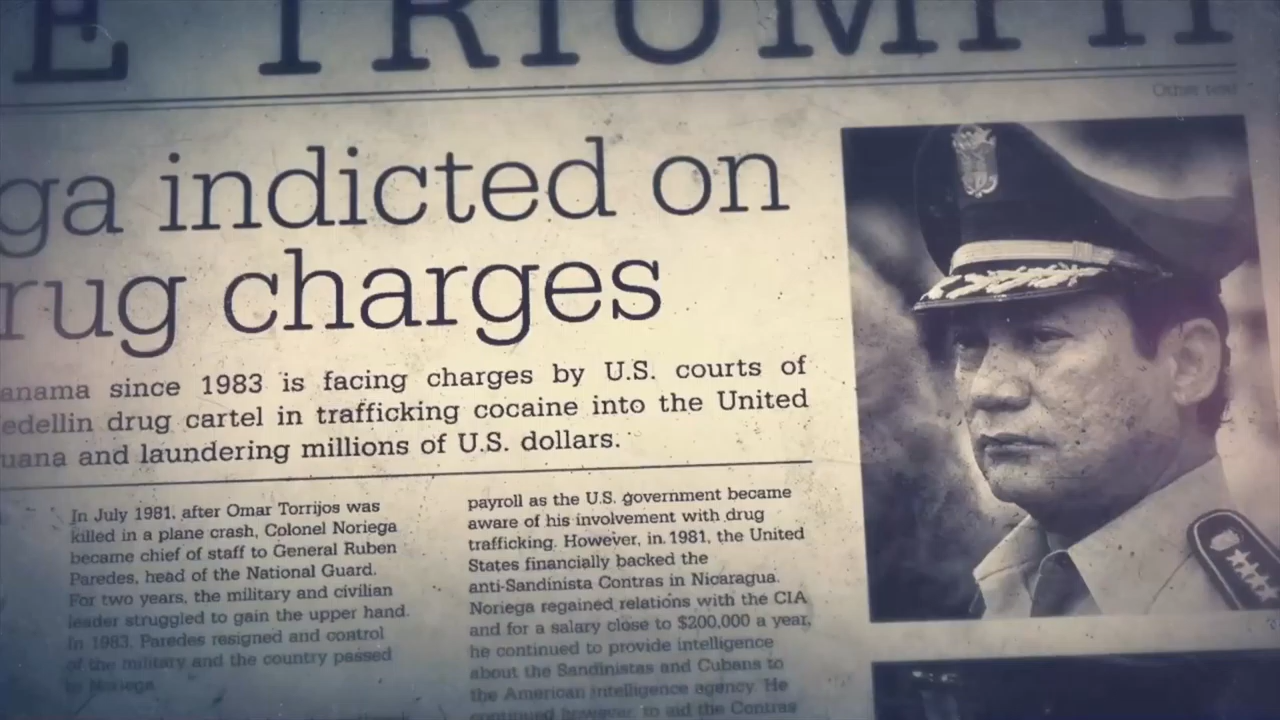 E TRIUMPH
Other text
ga indicted on
rug charges
anama since 1983 is facing charges by U.S. courts of
edellin drug cartel in trafficking cocaine into the United
uana and laundering millions of U.S. dollars.
In July 1981, after Omar Torrijos was
killed in a plane crash, Colonel Noriega
became chief of staff to General Ruben
Paredes, head of the National Guard.
For two years, the military and civilian
leader struggled to gain the upper hand.
In 1983, Paredes resigned and control
of the military and the country passed
to Noriega.
payroll as the U.S. government became
aware of his involvement with drug
trafficking. However, in 1981, the United
States financially backed the
anti-Sandinista Contras in Nicaragua.
Noriega regained relations with the CIA
and for a salary close to $200,000 a year,
he continued to provide intelligence
about the Sandinistas and Cubans to
the American intelligence agency. He
continued however, to aid the Contras